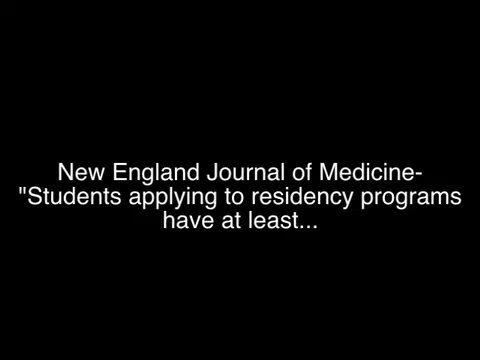 New England Journal of Medicine-
"Students applying to residency programs
have at least...